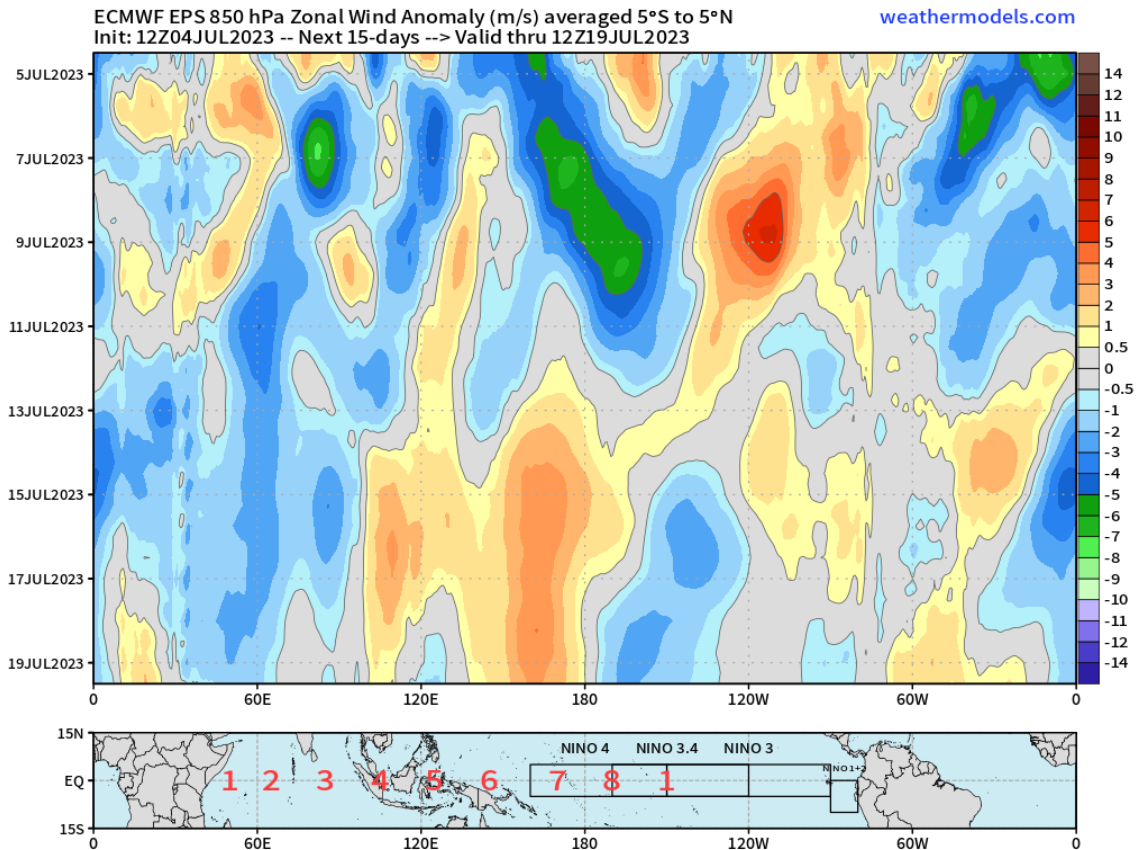 ECMWF EPS 850 hPa Zonal Wind Anomaly (m/s) averaged 5°S to 5°N
weathermodels.com
Init: 12Z04JUL2023 -- Next 15-days --> Valid thru 12Z19JUL2023
5JUL2023
7JUL2023
9JUL2023
11JUL2023
13JUL2023
15JUL2023
17JUL2023
19JUL2023
0 60E 120E 180 120W 60W 0
14
12
11
10
9
8
7
6
5
4
3
2
1
0.5
0
-0.5
-1
-2
-3
-4
-5
-6
-7
-8
-9
-10
-11
-12
-14
15N
EQ
15S
NINO 4 NINO 3.4 NINO 3
NINO 1+2
1 2 3 4 5 6 7 8 1
0 60E 120E 180 120W 60W 0